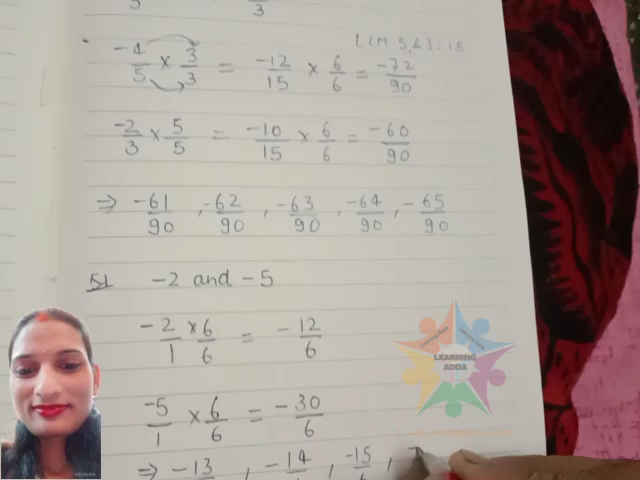 3
LCM 5,&3=15
-4/5 × 3/3 = -12/15 × 6/6 = -72/90
-2/3 × 5/5 = -10/15 × 6/6 = -60/90
⇒ -61/90, -62/90, -63/90, -64/90, -65/90
-2 and -5
-2/1 × 6/6 = -12/6
-5/1 × 6/6 = -30/6
⇒ -13, -14, -15,
LEARNING
ADDA